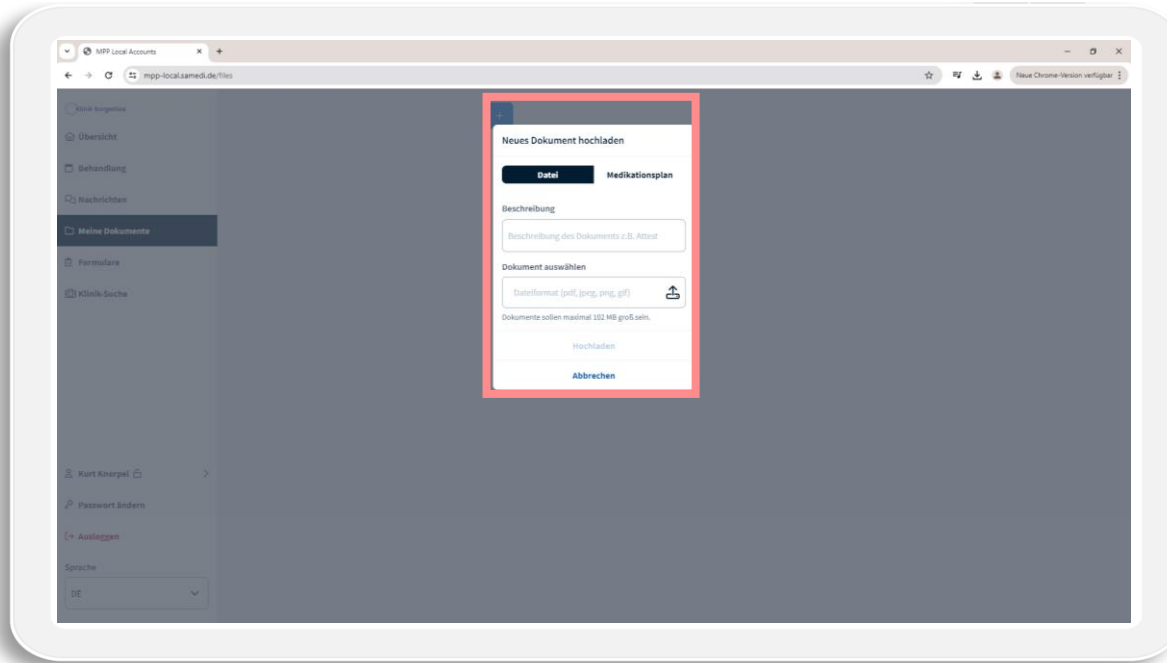 MPP Local Accounts
mpp-local.samedi.de/files
Neue Chrome-Version verfügbar
Übersicht
Behandlung
Nachrichten
Meine Dokumente
Formulare
Klinik-Suche
Kurt Knorpel
Passwort ändern
Ausloggen
Sprache
DE
Neues Dokument hochladen
Datei Medikationsplan
Beschreibung
Beschreibung des Dokuments z.B. Attest
Dokument auswählen
Dateiformat (pdf, jpeg, png, gif)
Dokumente sollen maximal 102 MB groß sein.
Hochladen
Abbrechen